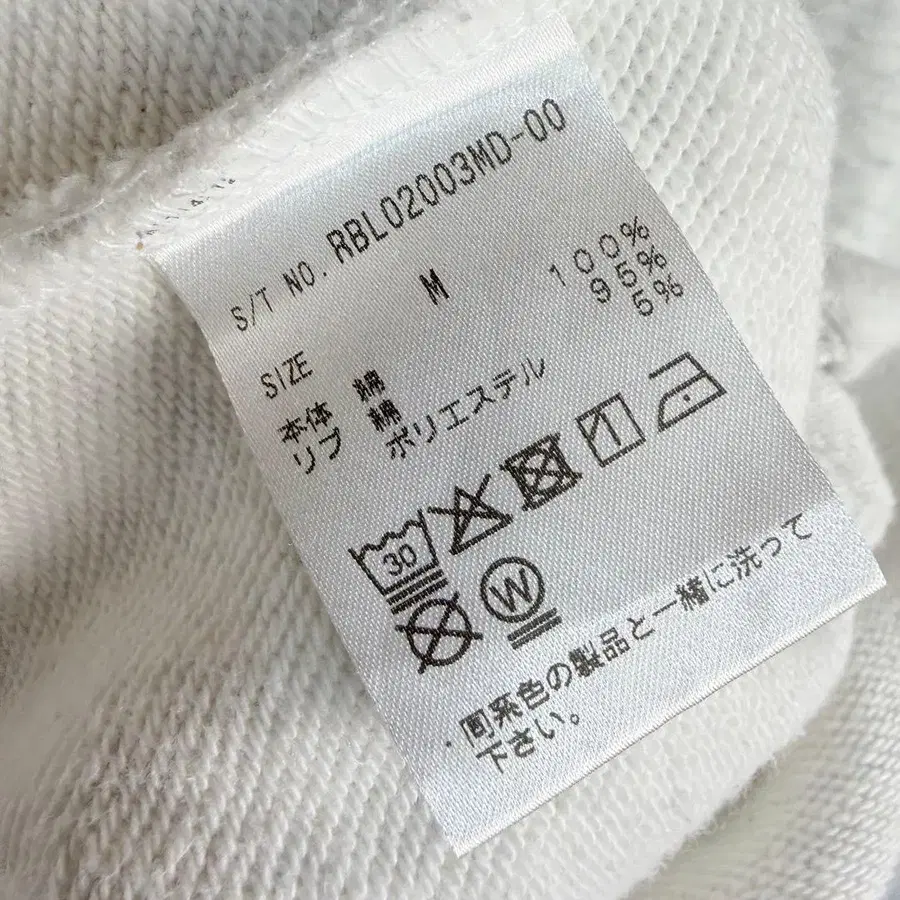 S/T NO. RBL02003MD-00
SIZE M
本体 綿 100%
リブ 綿 95%
ポリエステル 5%
30
W
・同系色の製品と一緒に洗って
下さい。